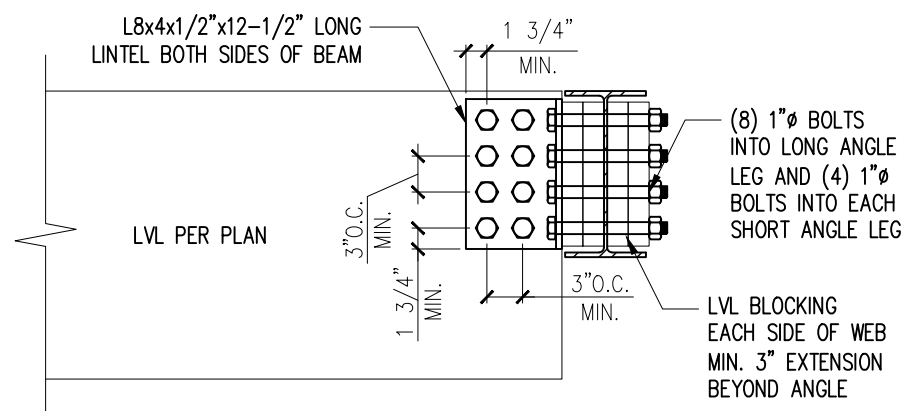 L8x4x1/2"x12-1/2" LONG
LINTEL BOTH SIDES OF BEAM
1 3/4"
MIN.
(8) 1"ø BOLTS
INTO LONG ANGLE
LEG AND (4) 1"ø
BOLTS INTO EACH
SHORT ANGLE LEG
LVL PER PLAN
3"O.C.
MIN.
1 3/4"
MIN.
3"O.C.
MIN.
LVL BLOCKING
EACH SIDE OF WEB
MIN. 3" EXTENSION
BEYOND ANGLE